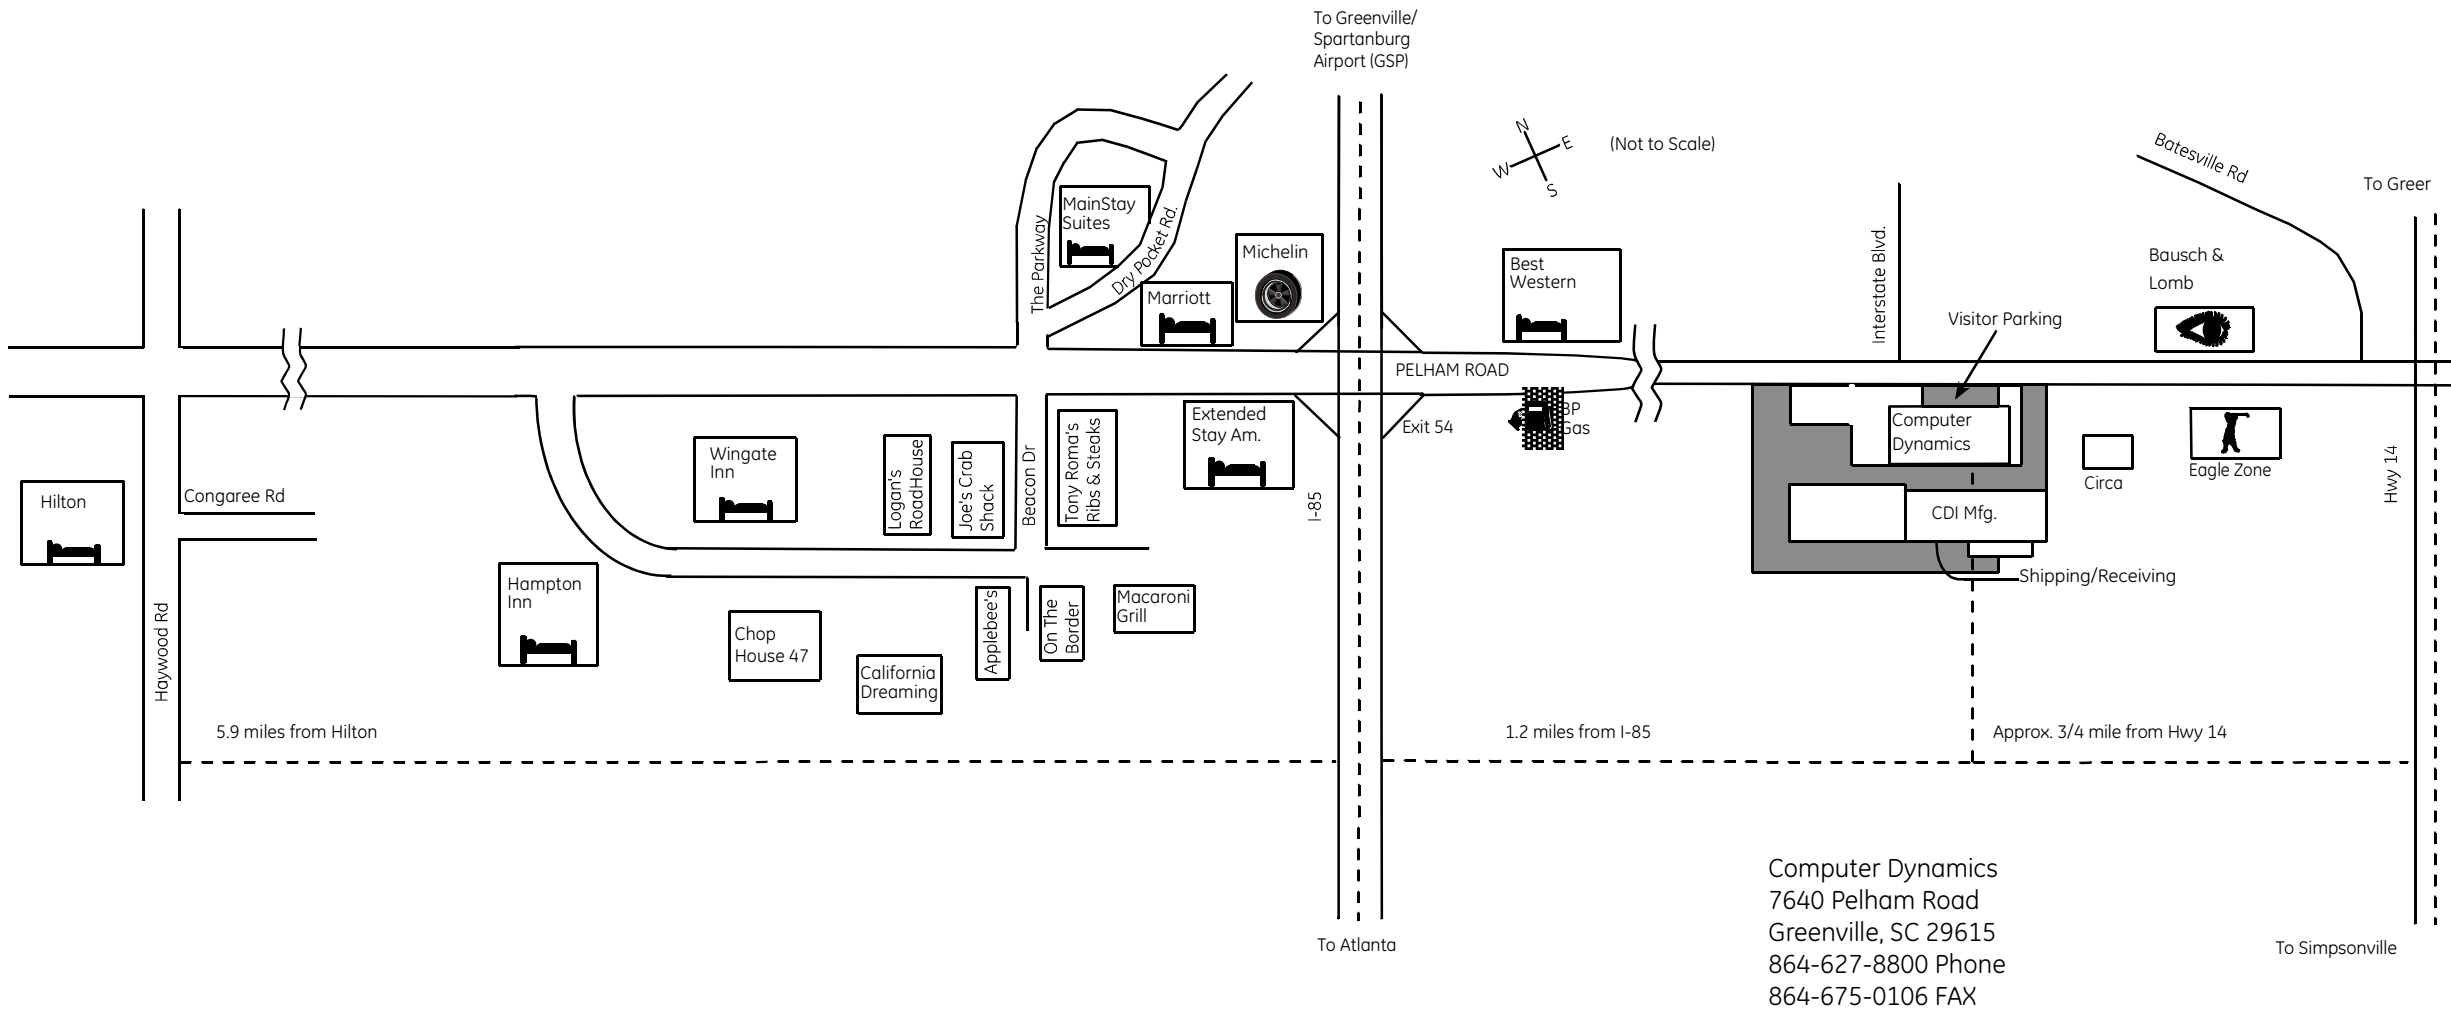 To Greenville/
Spartanburg
Airport (GSP)
N
E
W
S
(Not to Scale)
Batesville Rd
To Greer
MainStay
Suites
The Parkway
Dry Pocket Rd.
Michelin
Marriott
Best
Western
Interstate Blvd.
Bausch &
Lomb
Visitor Parking
PELHAM ROAD
Extended
Stay Am.
Exit 54
BP
Gas
Computer
Dynamics
Wingate
Inn
Logan's
RoadHouse
Joe's Crab
Shack
Beacon Dr
Tony Roma's
Ribs & Steaks
I-85
Hilton
Congaree Rd
Circa
Eagle Zone
Hwy 14
CDI Mfg.
Shipping/Receiving
Hampton
Inn
Haywood Rd
Chop
House 47
California
Dreaming
Applebee's
On The
Border
Macaroni
Grill
5.9 miles from Hilton
1.2 miles from I-85
Approx. 3/4 mile from Hwy 14
To Atlanta
To Simpsonville
Computer Dynamics
7640 Pelham Road
Greenville, SC 29615
864-627-8800 Phone
864-675-0106 FAX